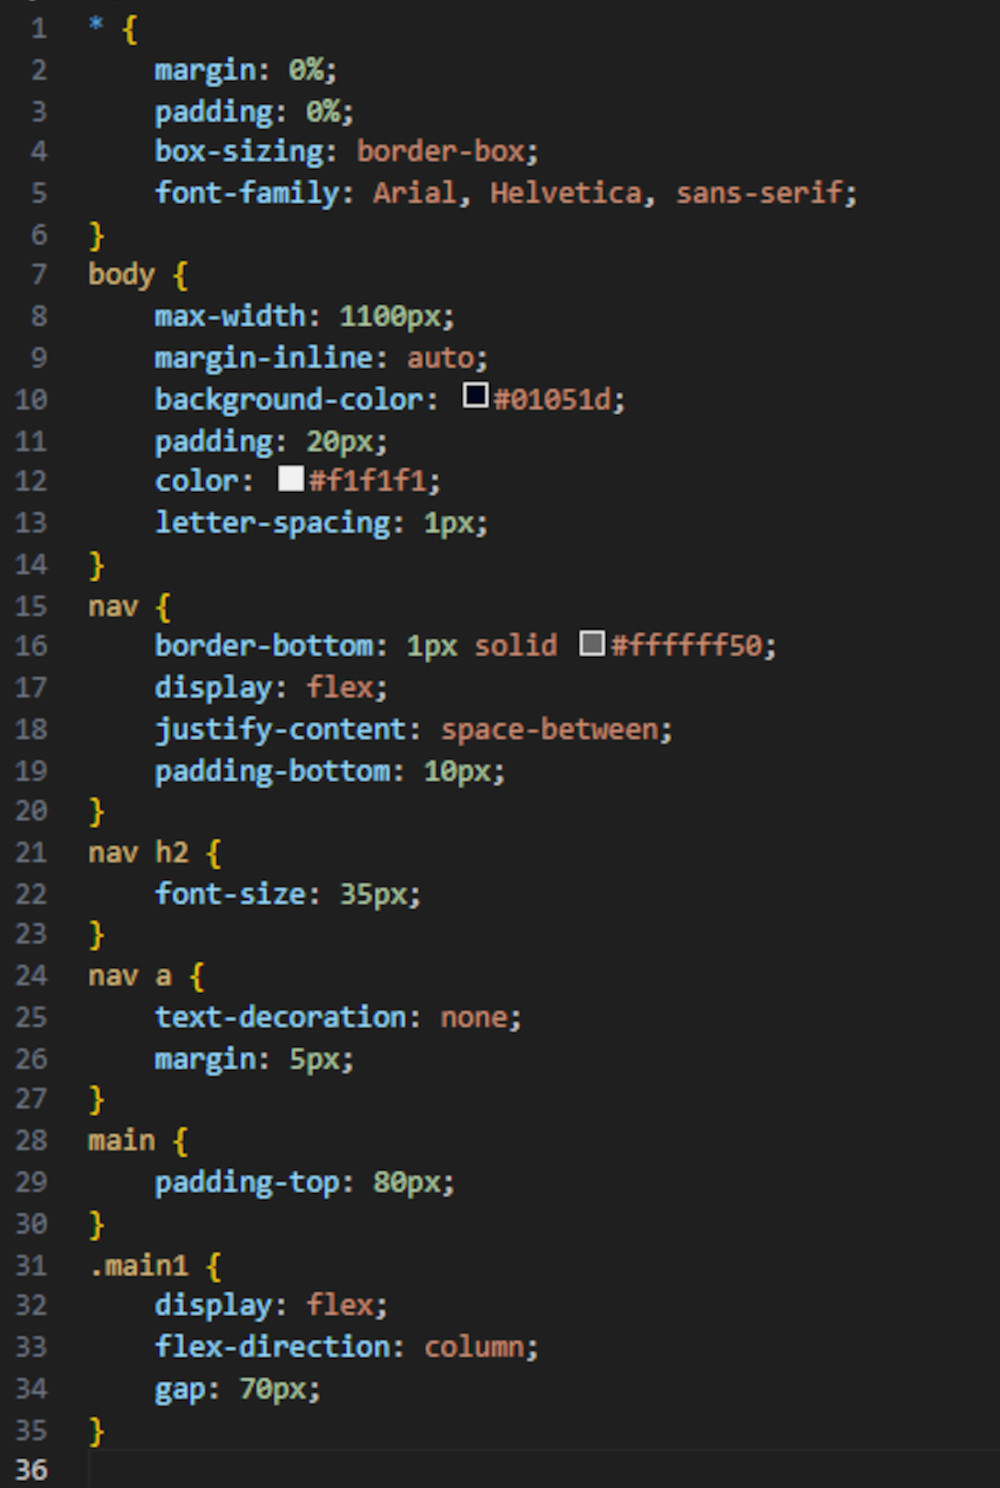 1 * {
2     margin: 0%;
3     padding: 0%;
4     box-sizing: border-box;
5     font-family: Arial, Helvetica, sans-serif;
6 }
7 body {
8     max-width: 1100px;
9     margin-inline: auto;
10     background-color: #01051d;
11     padding: 20px;
12     color: #f1f1f1;
13     letter-spacing: 1px;
14 }
15 nav {
16     border-bottom: 1px solid #ffffff50;
17     display: flex;
18     justify-content: space-between;
19     padding-bottom: 10px;
20 }
21 nav h2 {
22     font-size: 35px;
23 }
24 nav a {
25     text-decoration: none;
26     margin: 5px;
27 }
28 main {
29     padding-top: 80px;
30 }
31 .main1 {
32     display: flex;
33     flex-direction: column;
34     gap: 70px;
35 }
36